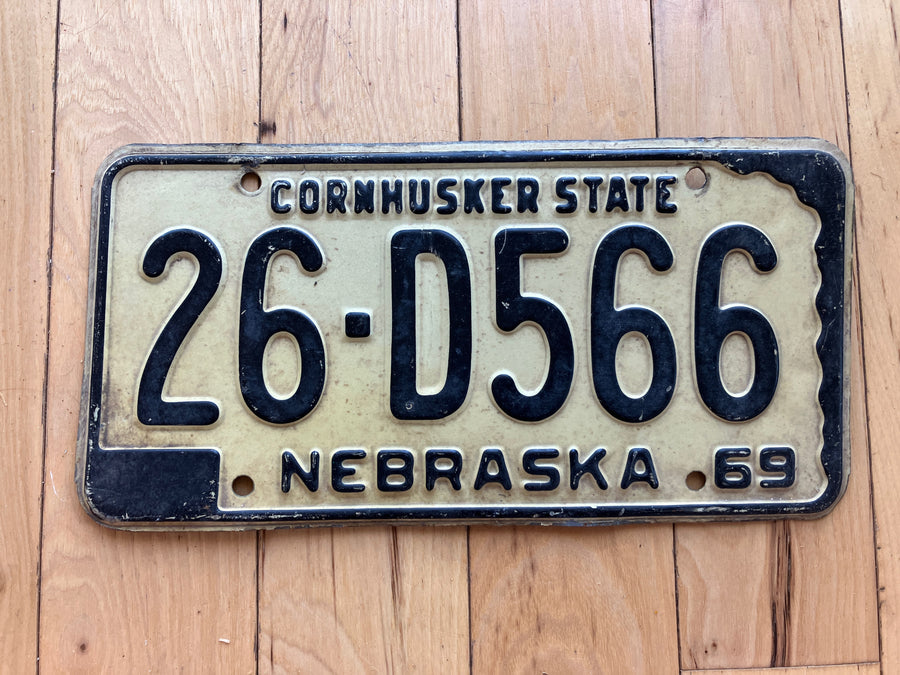 CORNHUSKER STATE
26-D566
NEBRASKA 69